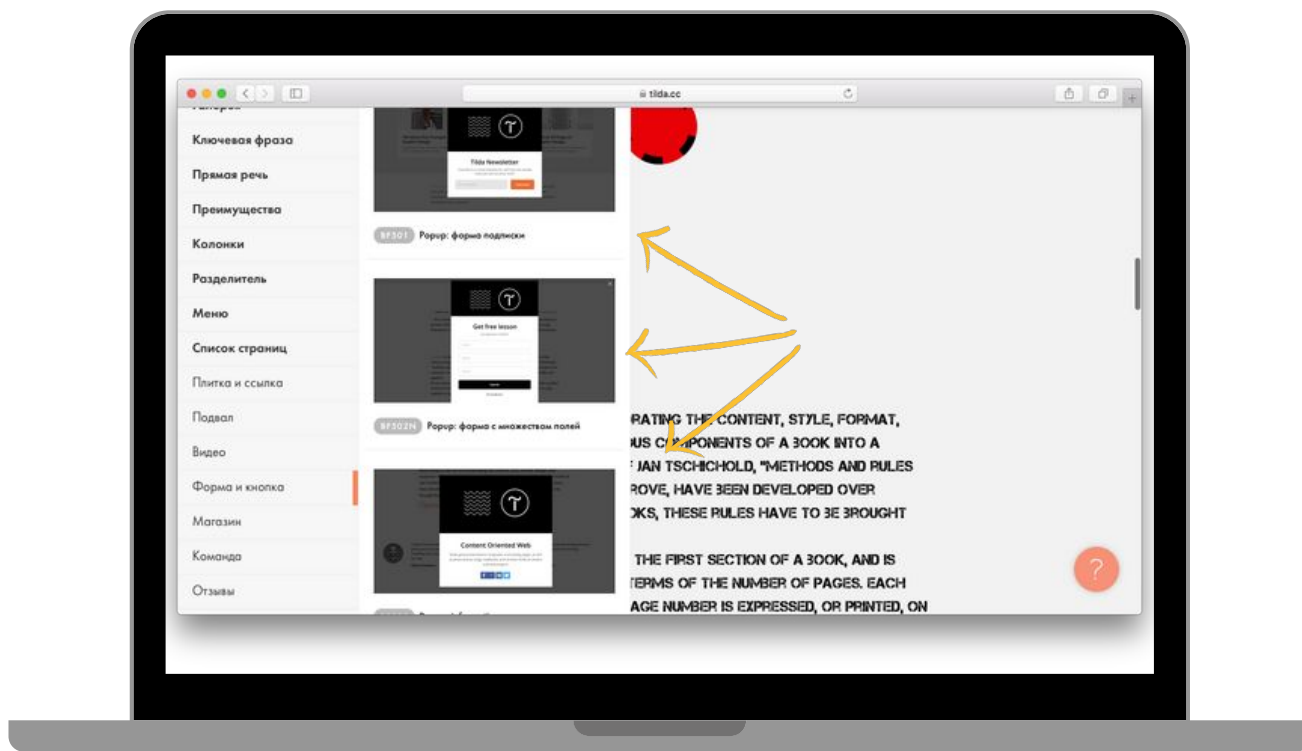 tilda.cc
Ключевая фраза
Прямая речь
Преимущества
Колонки
Разделитель
Меню
Список страниц
Плитка и ссылка
Подвал
Видео
Форма и кнопка
Магазин
Команда
Отзывы
Tilda Newsletter
BF301 Popup: форма подписки
Get free lesson
BF302N Popup: форма с множеством полей
Content Oriented Web
RATING THE CONTENT, STYLE, FORMAT,
US COMPONENTS OF A BOOK INTO A
JAN TSCHICHOLD, "METHODS AND RULES
ROVE, HAVE BEEN DEVELOPED OVER
OKS, THESE RULES HAVE TO BE BROUGHT
THE FIRST SECTION OF A BOOK, AND IS
TERMS OF THE NUMBER OF PAGES. EACH
AGE NUMBER IS EXPRESSED, OR PRINTED, ON
?